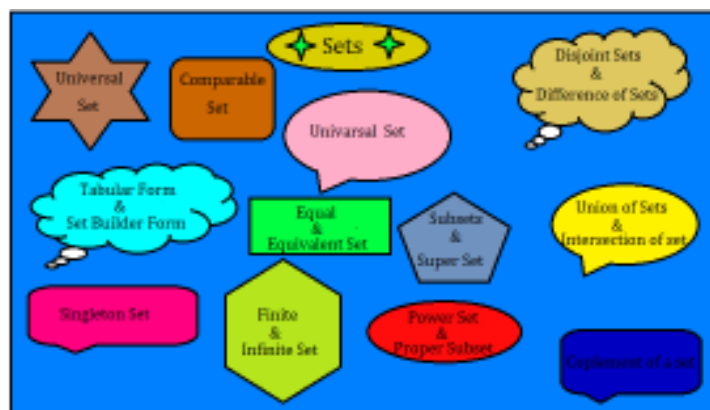 Sets
Universal
Set
Comparable
Set
Univarsal Set
Disjoint Sets
&
Difference of Sets
Tabular Form
&
Set Builder Form
Equal
&
Equivalent Set
Subsets
&
Super Set
Union of Sets
&
Intersection of set
Singleton Set
Finite
&
Infinite Set
Power Set
&
Proper Subset
Coplement of a set